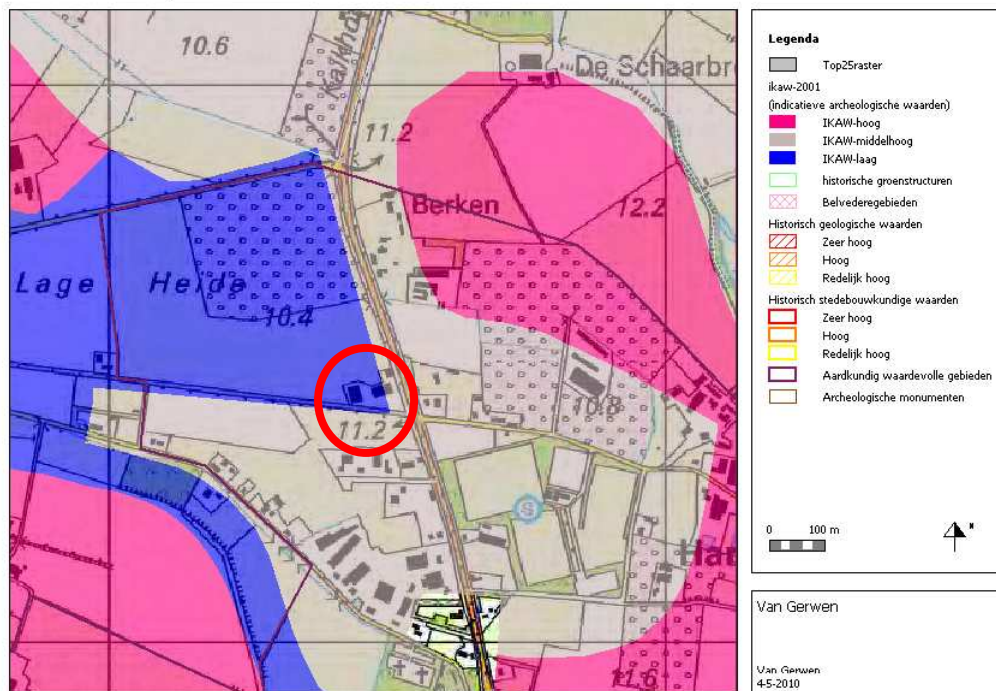 10.6
Kalkhof
De Schaarbr
11.2
Berken
12.2
Lage Heide
10.4
10.8
11.2
S
11.6
Legenda
Top25raster
ikaw-2001
(indicatieve archeologische waarden)
IKAW-hoog
IKAW-middelhoog
IKAW-laag
historische groenstructuren
Belvederegebieden
Historisch geologische waarden
Zeer hoog
Hoog
Redelijk hoog
Historisch stedebouwkundige waarden
Zeer hoog
Hoog
Redelijk hoog
Aardkundig waardevolle gebieden
Archeologische monumenten
0 100 m
N
Van Gerwen
Van Gerwen
4-5-2010